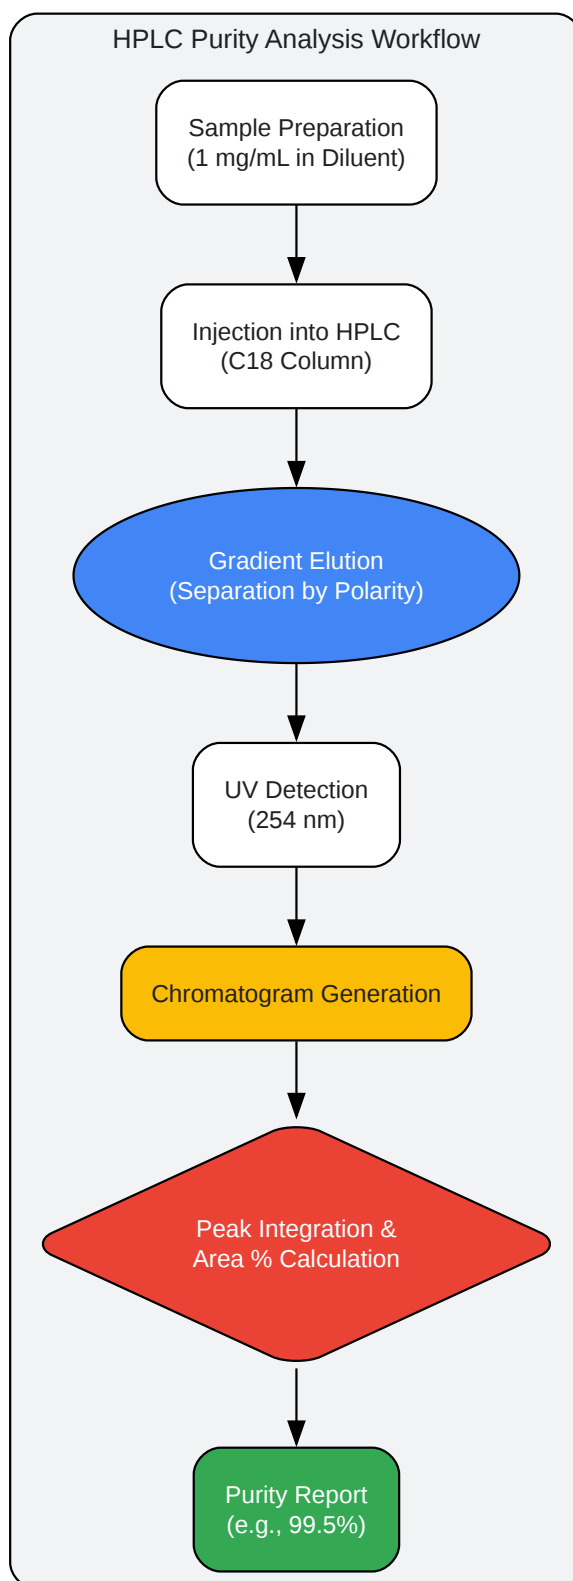 HPLC Purity Analysis Workflow
Sample Preparation
(1 mg/mL in Diluent)
Injection into HPLC
(C18 Column)
Gradient Elution
(Separation by Polarity)
UV Detection
(254 nm)
Chromatogram Generation
Peak Integration &
Area % Calculation
Purity Report
(e.g., 99.5%)